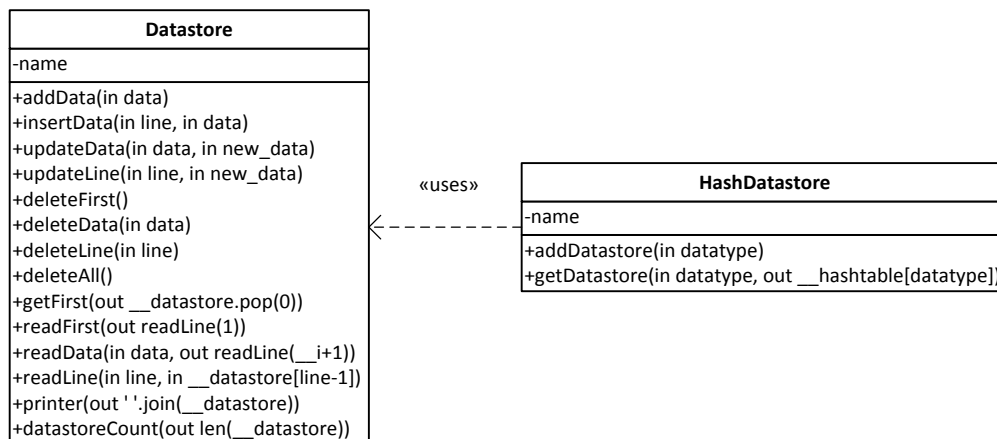 Datastore
-name
+addData(in data)
+insertData(in line, in data)
+updateData(in data, in new_data)
+updateLine(in line, in new_data)
+deleteFirst()
+deleteData(in data)
+deleteLine(in line)
+deleteAll()
+getFirst(out __datastore.pop(0))
+readFirst(out readLine(1))
+readData(in data, out readLine(__i+1))
+readLine(in line, in __datastore[line-1])
+printer(out ' '.join(__datastore))
+datastoreCount(out len(__datastore))
«uses»
HashDatastore
-name
+addDatastore(in datatype)
+getDatastore(in datatype, out __hashtable[datatype])